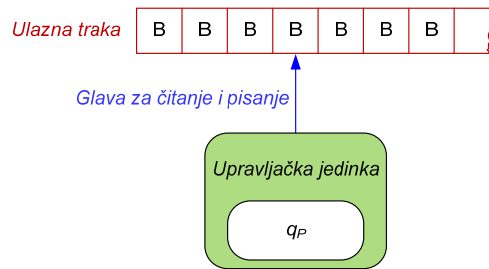 Ulazna traka B B B B B B B
Glava za čitanje i pisanje
Upravljačka jedinka
qP